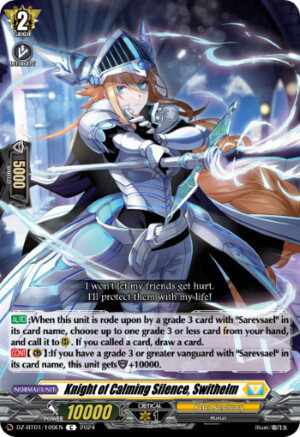 2
GRADE
5000
SHIELD
I won't let my friends get hurt.
I'll protect them with my life!
AUTO:When this unit is rode upon by a grade 3 card with "Sarevsael" in
its card name, choose up to one grade 3 or less card from your hand,
and call it to. If you called a card, draw a card.
CONT 1:If you have a grade 3 or greater vanguard with "Sarevsael" in
its card name, this unit gets +10000.
NORMAL UNIT
Knight of Calming Silence, Switheim
POWER 10000 CRITICAL 1
Human
DZ-BT01/109EN C 2024